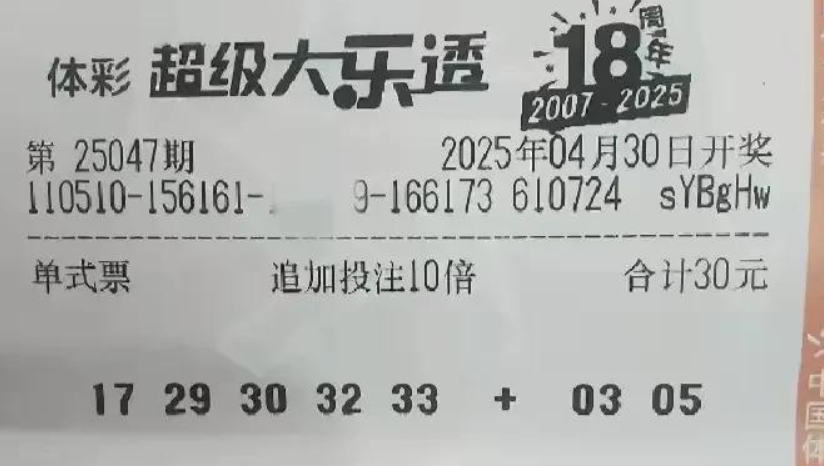 体彩 超级大乐透 18周年
2007-2025
第 25047期 2025年04月30日开奖
110510-156161- 9-166173 610724 sYBgHw
单式票 追加投注10倍 合计30元
17 29 30 32 33 + 03 05
中国体